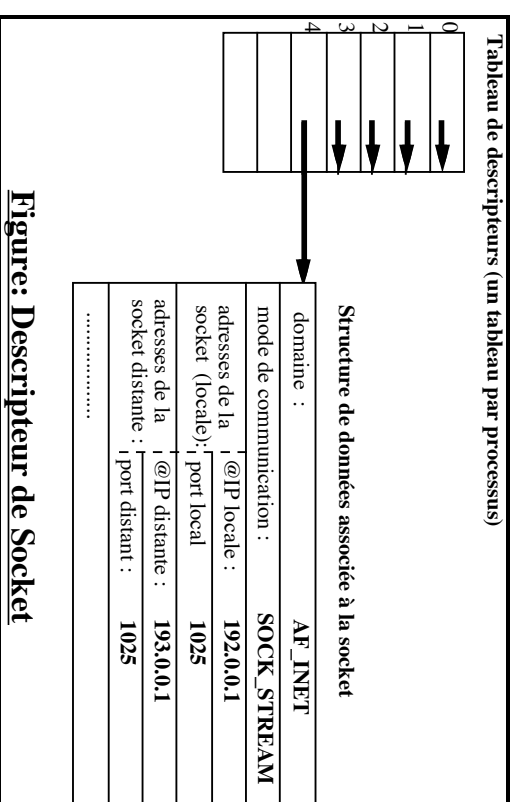 Tableau de descripteurs (un tableau par processus)
0
1
2
3
4
Structure de données associée à la socket
domaine : AF_INET
mode de communication : SOCK_STREAM
adresses de la @IP locale : 192.0.0.1
socket (locale): port local 1025
adresses de la @IP distante : 193.0.0.1
socket distante : port distant : 1025
....................
Figure: Descripteur de Socket